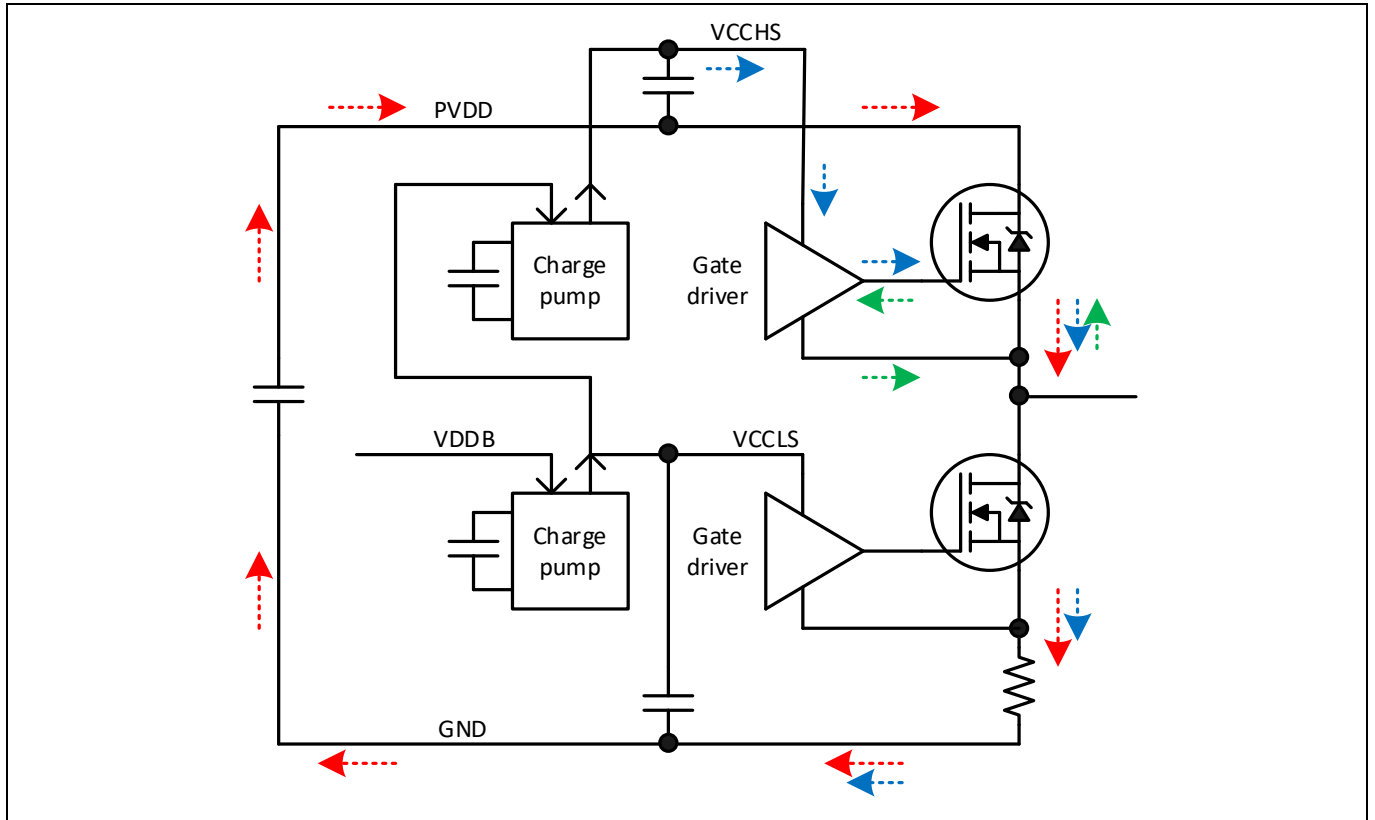 VCCHS
PVDD
Charge
pump
Gate
driver
VDDB
VCCLS
Charge
pump
Gate
driver
GND